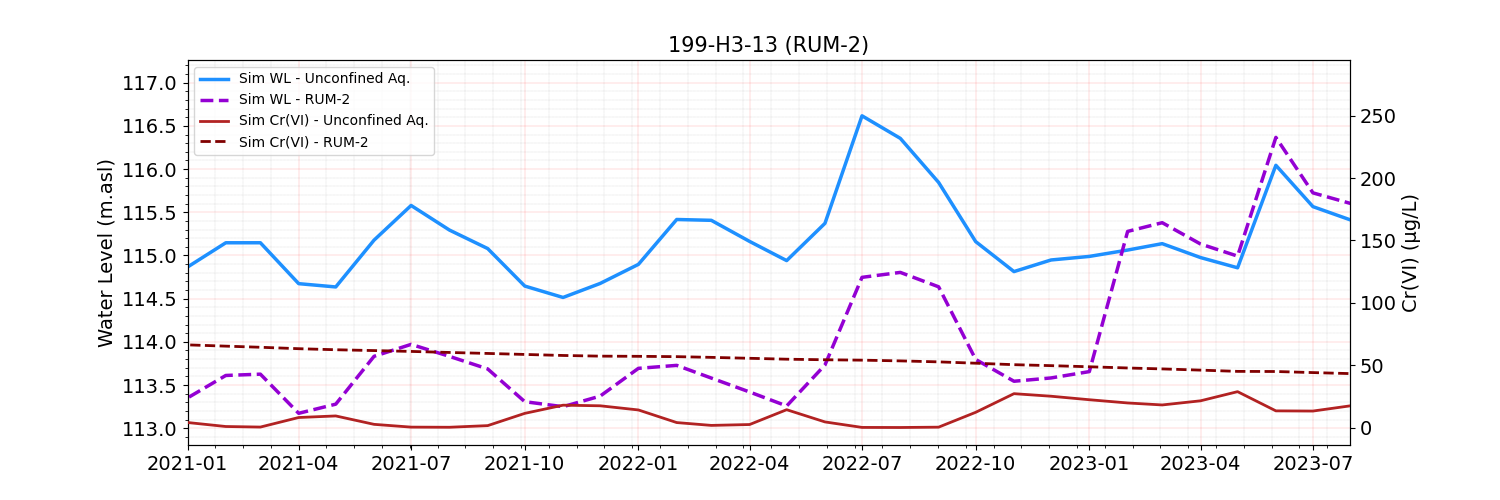 199-H3-13 (RUM-2)
Sim WL - Unconfined Aq.
Sim WL - RUM-2
Sim Cr(VI) - Unconfined Aq.
Sim Cr(VI) - RUM-2
Water Level (m.asl)
117.0
116.5
116.0
115.5
115.0
114.5
114.0
113.5
113.0
250
200
150
100
50
0
Cr(VI) (µg/L)
2021-01 2021-04 2021-07 2021-10 2022-01 2022-04 2022-07 2022-10 2023-01 2023-04 2023-07